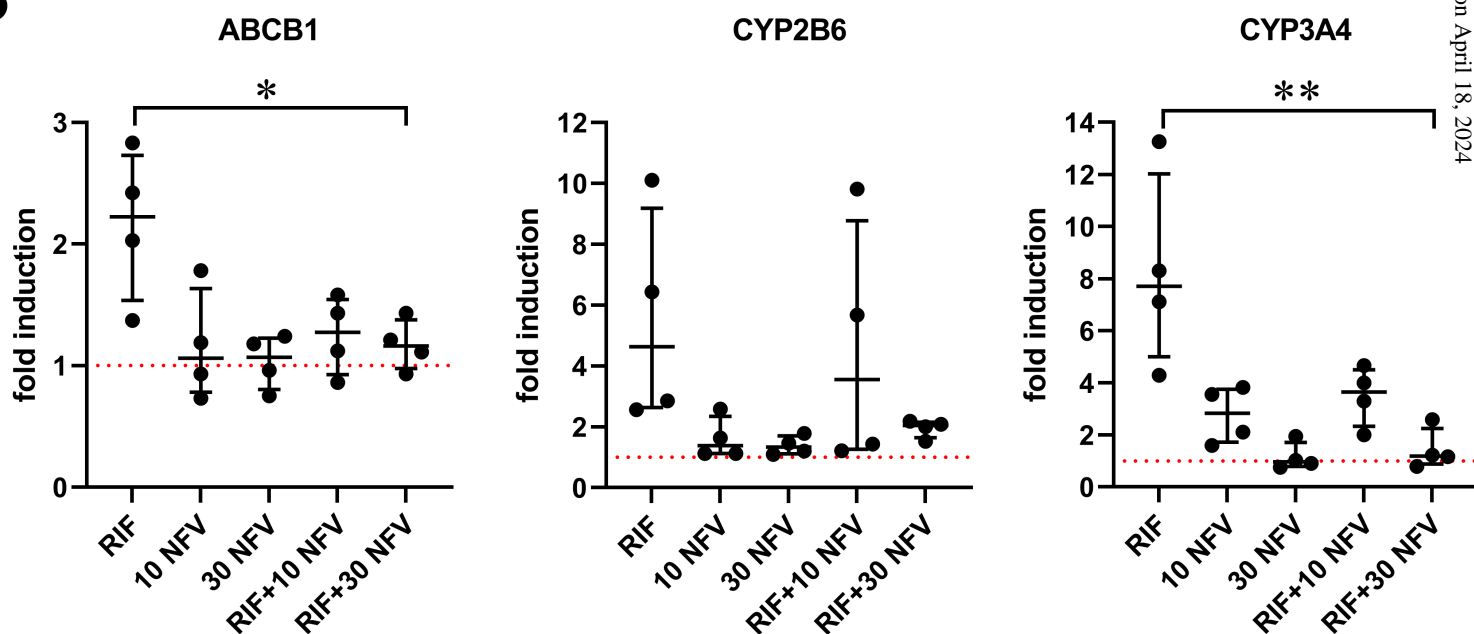 ABCB1
*
fold induction
3
2
1
0
RIF
10 NFV
30 NFV
RIF+10 NFV
RIF+30 NFV
CYP2B6
fold induction
12
10
8
6
4
2
0
RIF
10 NFV
30 NFV
RIF+10 NFV
RIF+30 NFV
CYP3A4
**
fold induction
14
12
10
8
6
4
2
0
RIF
10 NFV
30 NFV
RIF+10 NFV
RIF+30 NFV
on April 18, 2024